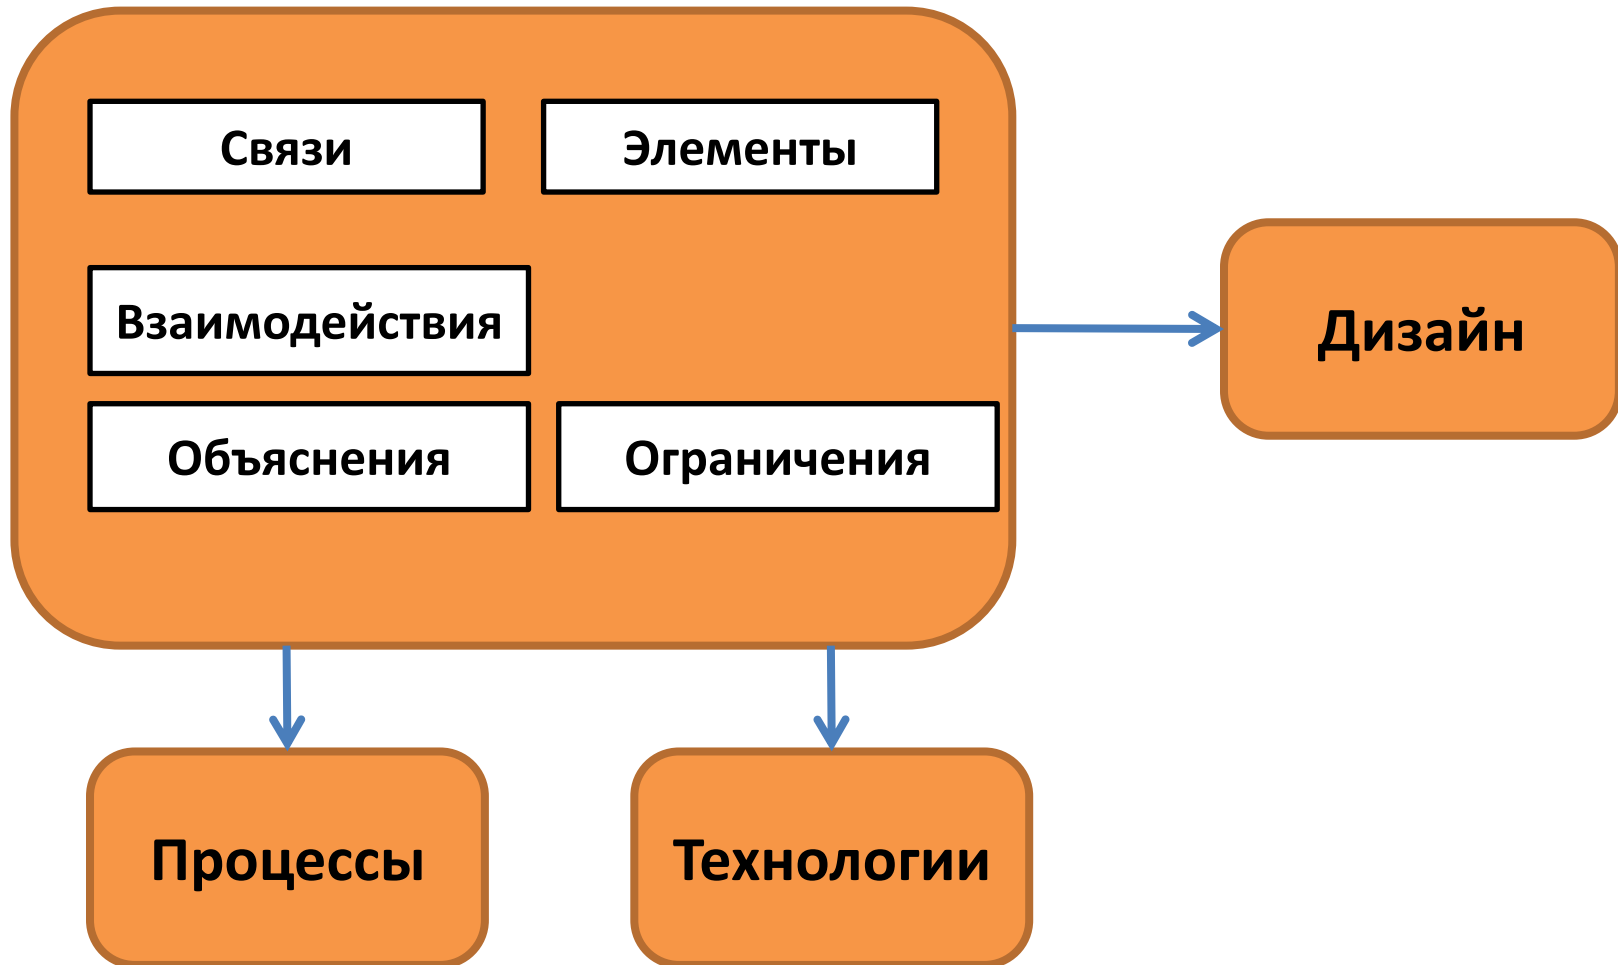 Связи
Элементы
Взаимодействия
Объяснения
Ограничения
Дизайн
Процессы
Технологии